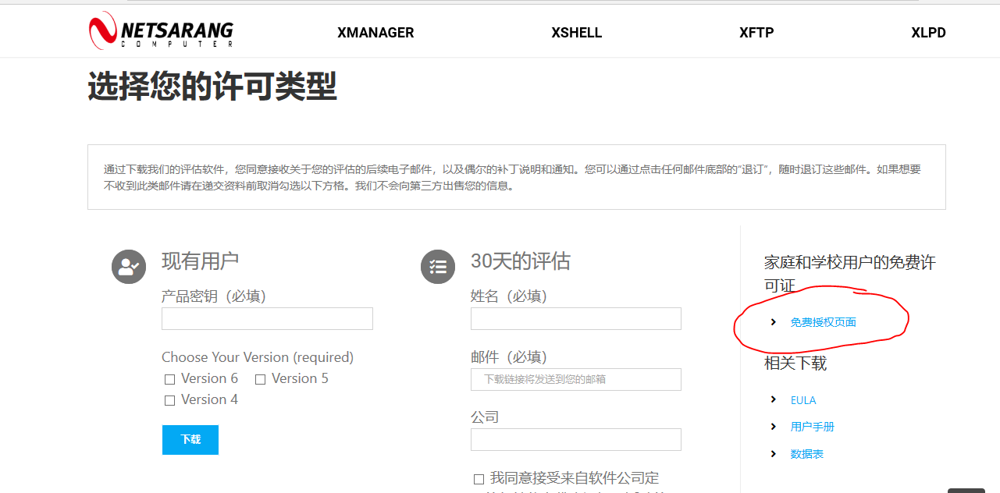 NETSARANG
COMPUTER
XMANAGER
XSHELL
XFTP
XLPD
选择您的许可类型
通过下载我们的评估软件，您同意接收关于您的评估的后续电子邮件，以及偶尔的补丁说明和通知。您可以通过点击任何邮件底部的“退订”，随时退订这些邮件。如果想要
不收到此类邮件请在递交资料前取消勾选以下方格。我们不会向第三方出售您的信息。
现有用户
产品密钥（必填）
Choose Your Version (required)
Version 6 Version 5
Version 4
下载
30天的评估
姓名（必填）
邮件（必填）
下载链接将发送到您的邮箱
公司
我同意接受来自软件公司定
家庭和学校用户的免费许
可证
免费授权页面
相关下载
EULA
用户手册
数据表